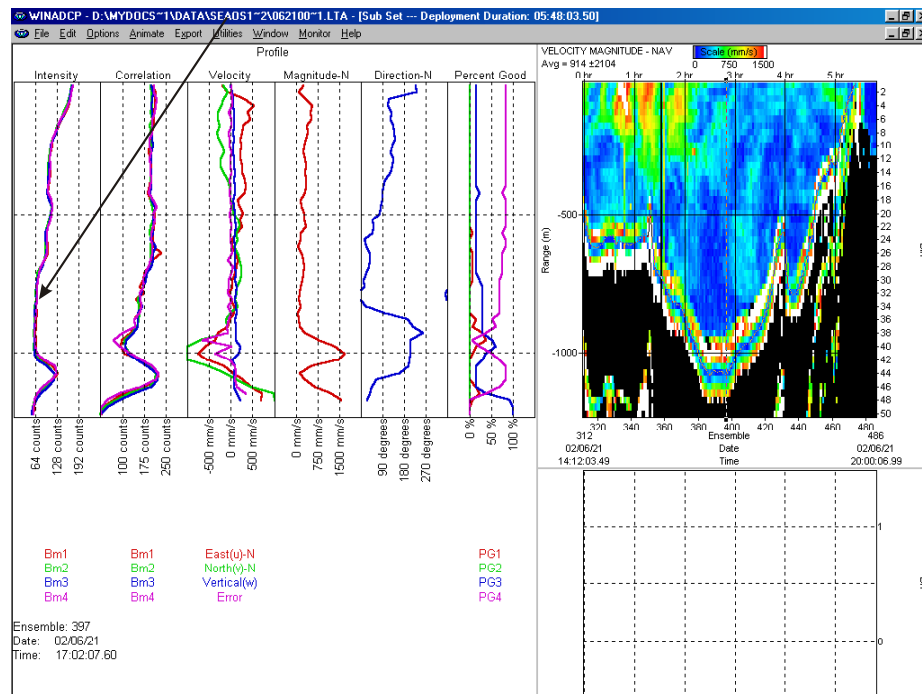 WINADCP - D:\MYDOCS~1\DATA\SEAOS1~2\062100~1.LTA - [Sub Set --- Deployment Duration: 05:48:03.50]
File Edit Options Animate Export Utilities Window Monitor Help
Profile
Intensity Correlation Velocity Magnitude-N Direction-N Percent Good
64 counts 128 counts 192 counts 100 counts 175 counts 250 counts -500 mm/s 0 mm/s 500 mm/s 0 mm/s 750 mm/s 1500 mm/s 90 degrees 180 degrees 270 degrees 0 % 50 % 100 %
Bm1 Bm1 East(u)-N PG1
Bm2 Bm2 North(v)-N PG2
Bm3 Bm3 Vertical(w) PG3
Bm4 Bm4 Error PG4
Ensemble: 397
Date: 02/06/21
Time: 17:02:07.60
VELOCITY MAGNITUDE - NAV
Avg = 914 ±2104
Scale (mm/s)
0 750 1500
0 hr 1 hr 2 hr 3 hr 4 hr 5 hr
Range (m)
-500
-1000
2
4
6
8
10
12
14
16
18
20
22
24
26
28
30
32
34
36
38
40
42
44
46
48
50
320 340 360 380 400 420 440 460 480
312 Ensemble 486
02/06/21 Date 02/06/21
14:12:03.49 Time 20:00:06.99
1
0